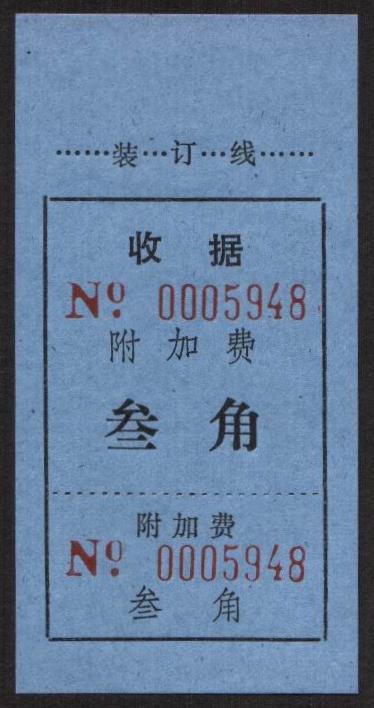 ……装…订…线……
收 据
Nº 0005948
附 加 费
叁 角
附 加 费
Nº 0005948
叁 角